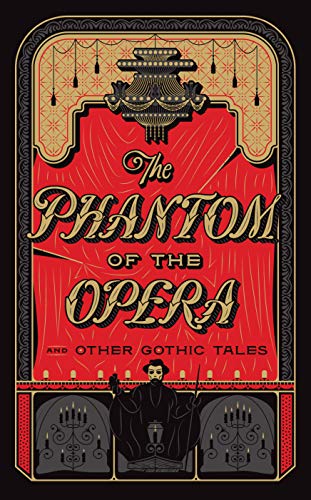 The
PHANTOM
OF THE
OPERA
AND OTHER GOTHIC TALES